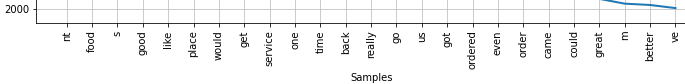 2000
nt food s good like place would get service one time back really go us got ordered even order came could great m better ve
Samples